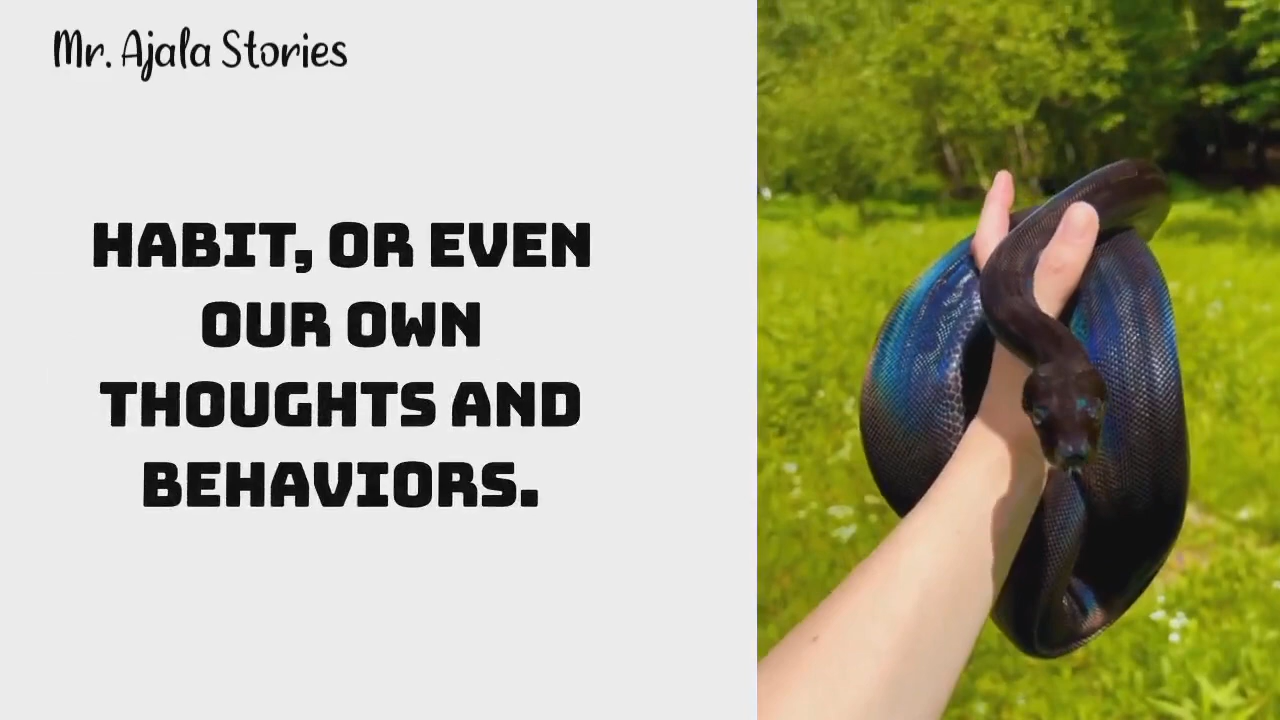 Mr. Ajala Stories
HABIT, OR EVEN
OUR OWN
THOUGHTS AND
BEHAVIORS.